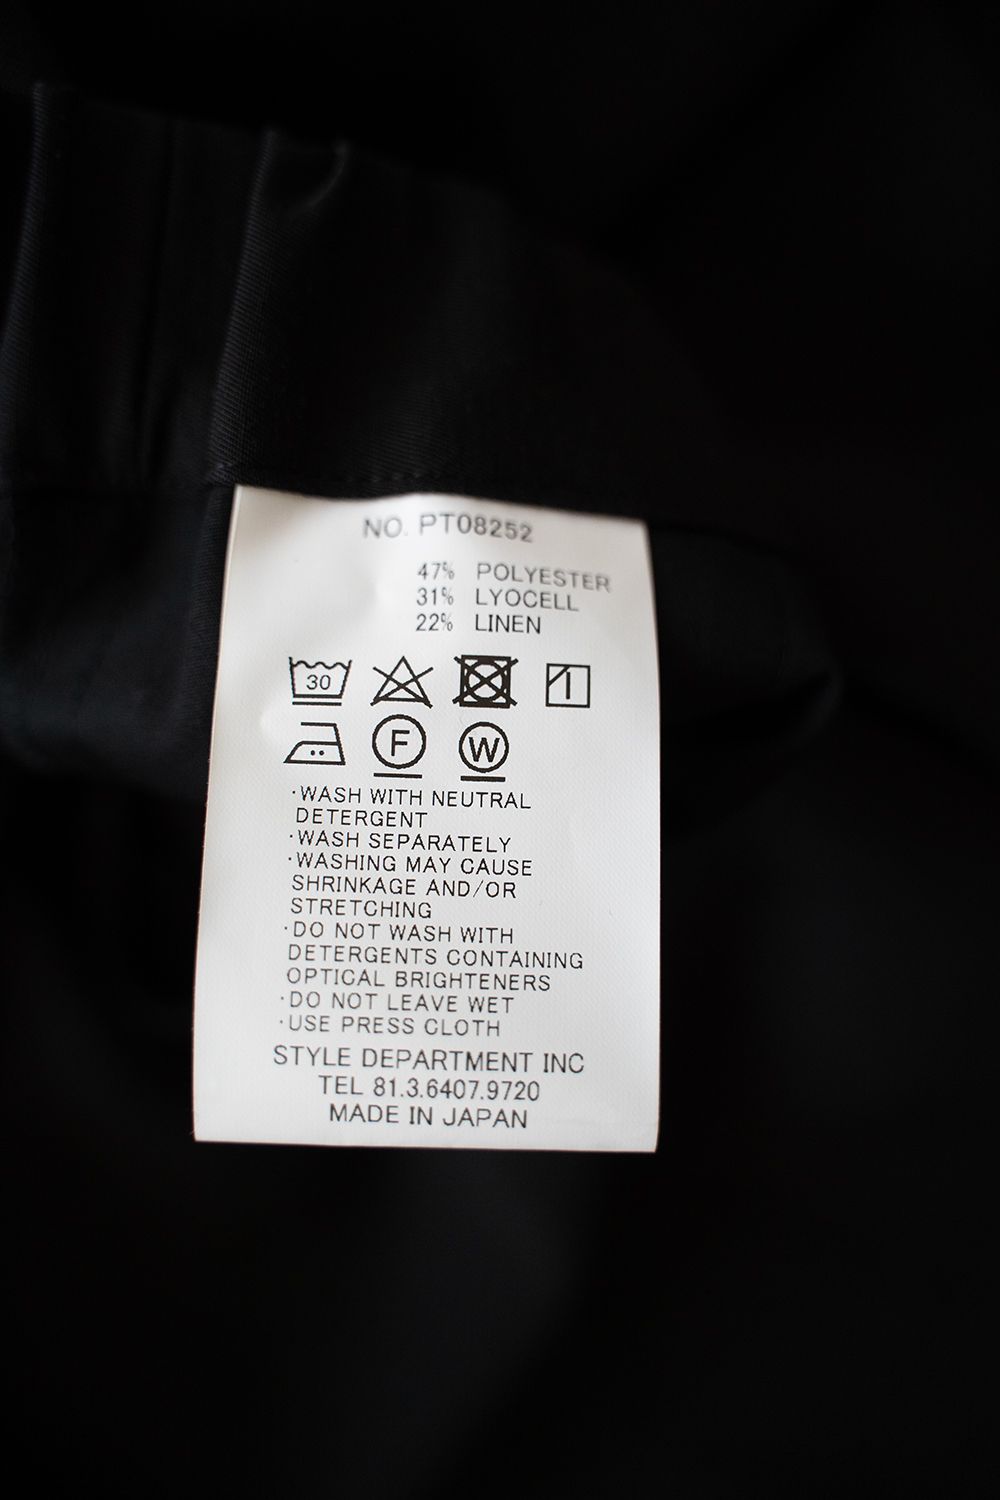 NO. PT08252
47% POLYESTER
31% LYOCELL
22% LINEN
30
F W
·WASH WITH NEUTRAL
DETERGENT
·WASH SEPARATELY
·WASHING MAY CAUSE
SHRINKAGE AND/OR
STRETCHING
·DO NOT WASH WITH
DETERGENTS CONTAINING
OPTICAL BRIGHTENERS
·DO NOT LEAVE WET
·USE PRESS CLOTH
STYLE DEPARTMENT INC
TEL 81.3.6407.9720
MADE IN JAPAN